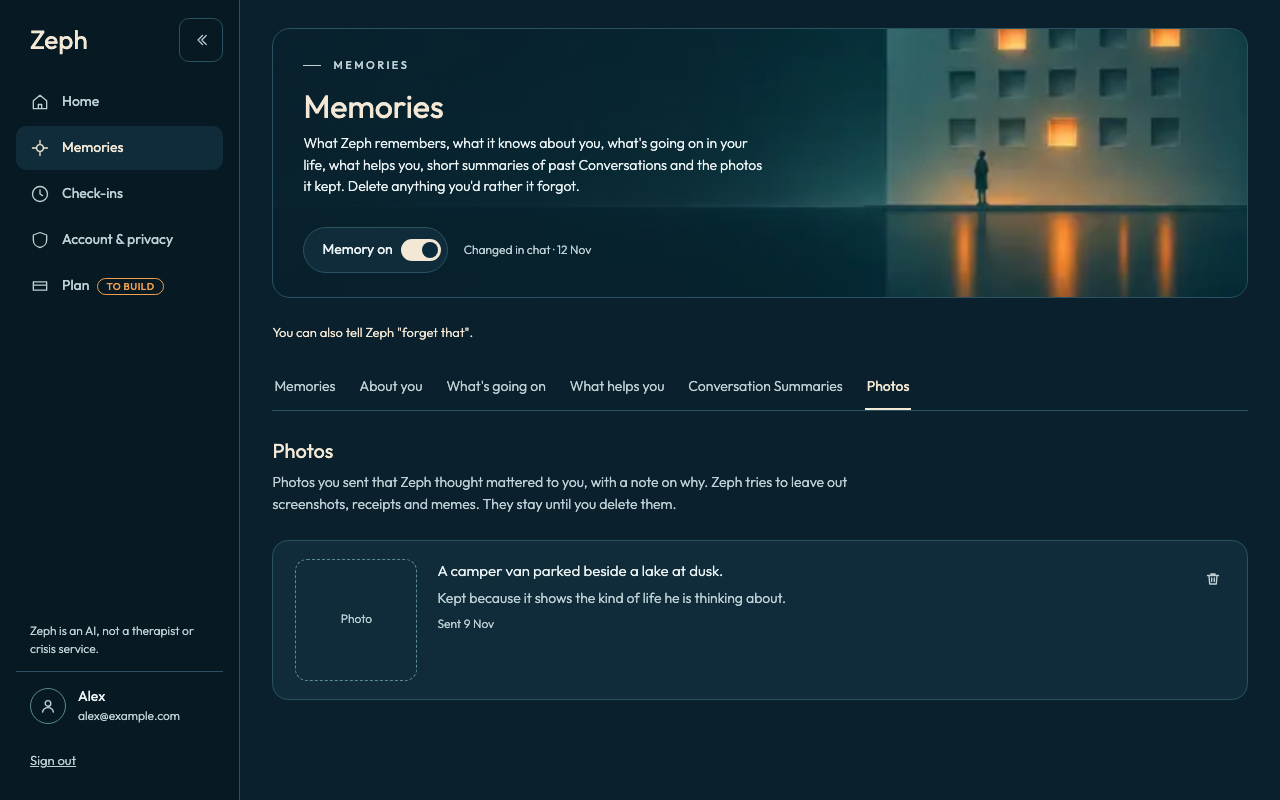 Zeph
Home
Memories
Check-ins
Account & privacy
Plan TO BUILD
Zeph is an AI, not a therapist or
crisis service.
Alex
alex@example.com
Sign out
MEMORIES
Memories
What Zeph remembers, what it knows about you, what's going on in your
life, what helps you, short summaries of past Conversations and the photos
it kept. Delete anything you'd rather it forgot.
Memory on
Changed in chat · 12 Nov
You can also tell Zeph "forget that".
Memories About you What's going on What helps you Conversation Summaries Photos
Photos
Photos you sent that Zeph thought mattered to you, with a note on why. Zeph tries to leave out
screenshots, receipts and memes. They stay until you delete them.
Photo
A camper van parked beside a lake at dusk.
Kept because it shows the kind of life he is thinking about.
Sent 9 Nov